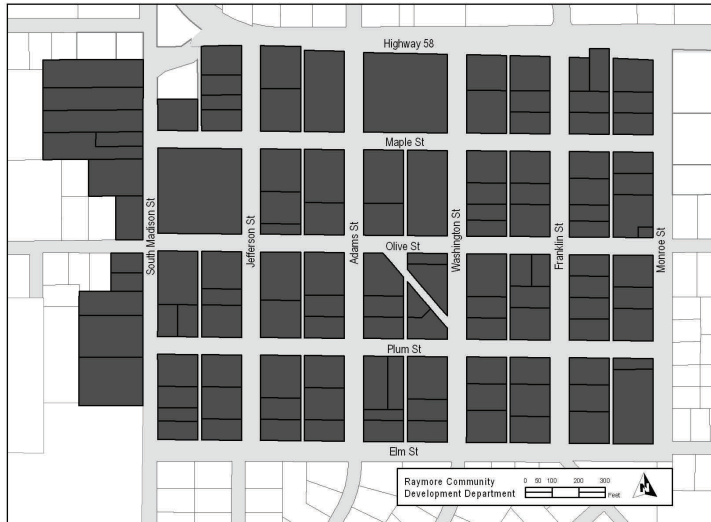 Highway 58
Maple St
South Madison St
Jefferson St
Adams St
Washington St
Franklin St
Monroe St
Olive St
Plum St
Elm St
Raymore Community
Development Department
0 50 100 200 300
Feet
N